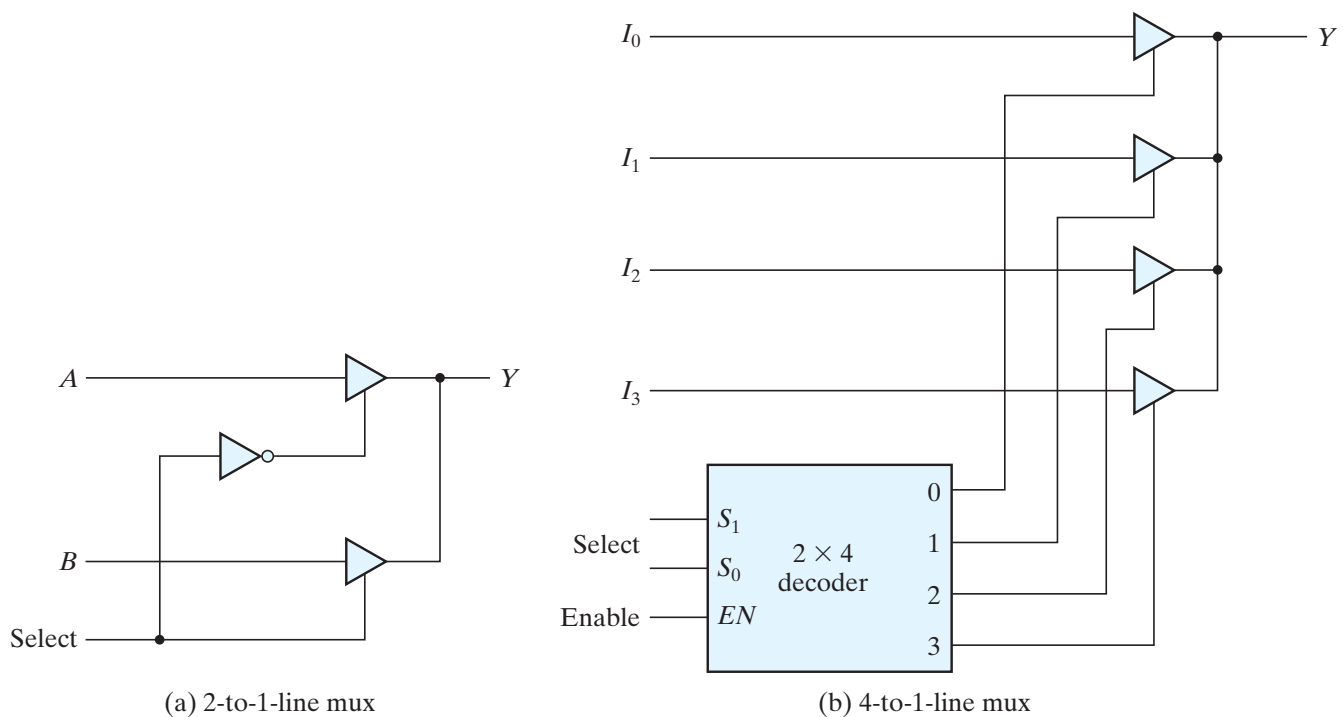 A
B
Select
Y
(a) 2-to-1-line mux
I₀
I₁
I₂
I₃
Y
Select
Enable
S₁
S₀
EN
2 × 4
decoder
0
1
2
3
(b) 4-to-1-line mux